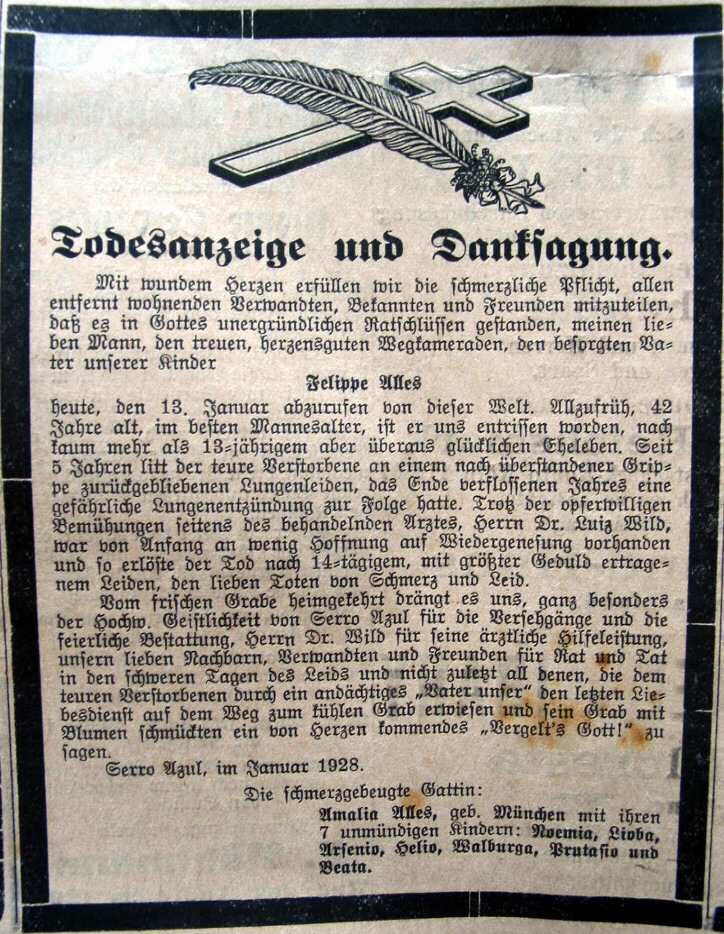 Todesanzeige und Danksagung.
Mit wundem Herzen erfüllen wir die schmerzliche Pflicht, allen
entfernt wohnenden Verwandten, Bekannten und Freunden mitzuteilen,
daß es in Gottes unergründlichen Ratschlüssen gestanden, meinen lie-
ben Mann, den treuen, herzensguten Wegkameraden, den besorgten Va-
ter unserer Kinder
Felippe Alles
heute, den 13. Januar abzurufen von dieser Welt. Allzufrüh, 42
Jahre alt, im besten Mannesalter, ist er uns entrissen worden, nach
kaum mehr als 13-jährigem aber überaus glücklichen Eheleben. Seit
5 Jahren litt der teure Verstorbene an einem nach überstandener Grip-
pe zurückgebliebenen Lungenleiden, das Ende verflossenen Jahres eine
gefährliche Lungenentzündung zur Folge hatte. Trotz der opferwilligen
Bemühungen seitens des behandelnden Arztes, Herrn Dr. Luiz Wild,
war von Anfang an wenig Hoffnung auf Wiedergenesung vorhanden
und so erlöste der Tod nach 14-tägigem, mit größter Geduld ertrage-
nem Leiden, den lieben Toten von Schmerz und Leid.
Vom frischen Grabe heimgekehrt drängt es uns, ganz besonders
der Hochw. Geistlichkeit von Serro Azul für die Versehgänge und die
feierliche Bestattung, Herrn Dr. Wild für seine ärztliche Hilfeleistung,
unsern lieben Nachbarn, Verwandten und Freunden für Rat und Tat
in den schweren Tagen des Leids und nicht zuletzt all denen, die dem
teuren Verstorbenen durch ein andächtiges „Vater unser“ den letzten Lie-
besdienst auf dem Weg zum kühlen Grab erwiesen und sein Grab mit
Blumen schmückten ein von Herzen kommendes „Vergelt's Gott!“ zu
sagen.
Serro Azul, im Januar 1928.
Die schmerzgebeugte Gattin:
Amalia Alles, geb. München mit ihren
7 unmündigen Kindern: Noemia, Lioba,
Arsenio, Helio, Walburga, Prutasio und
Beata.